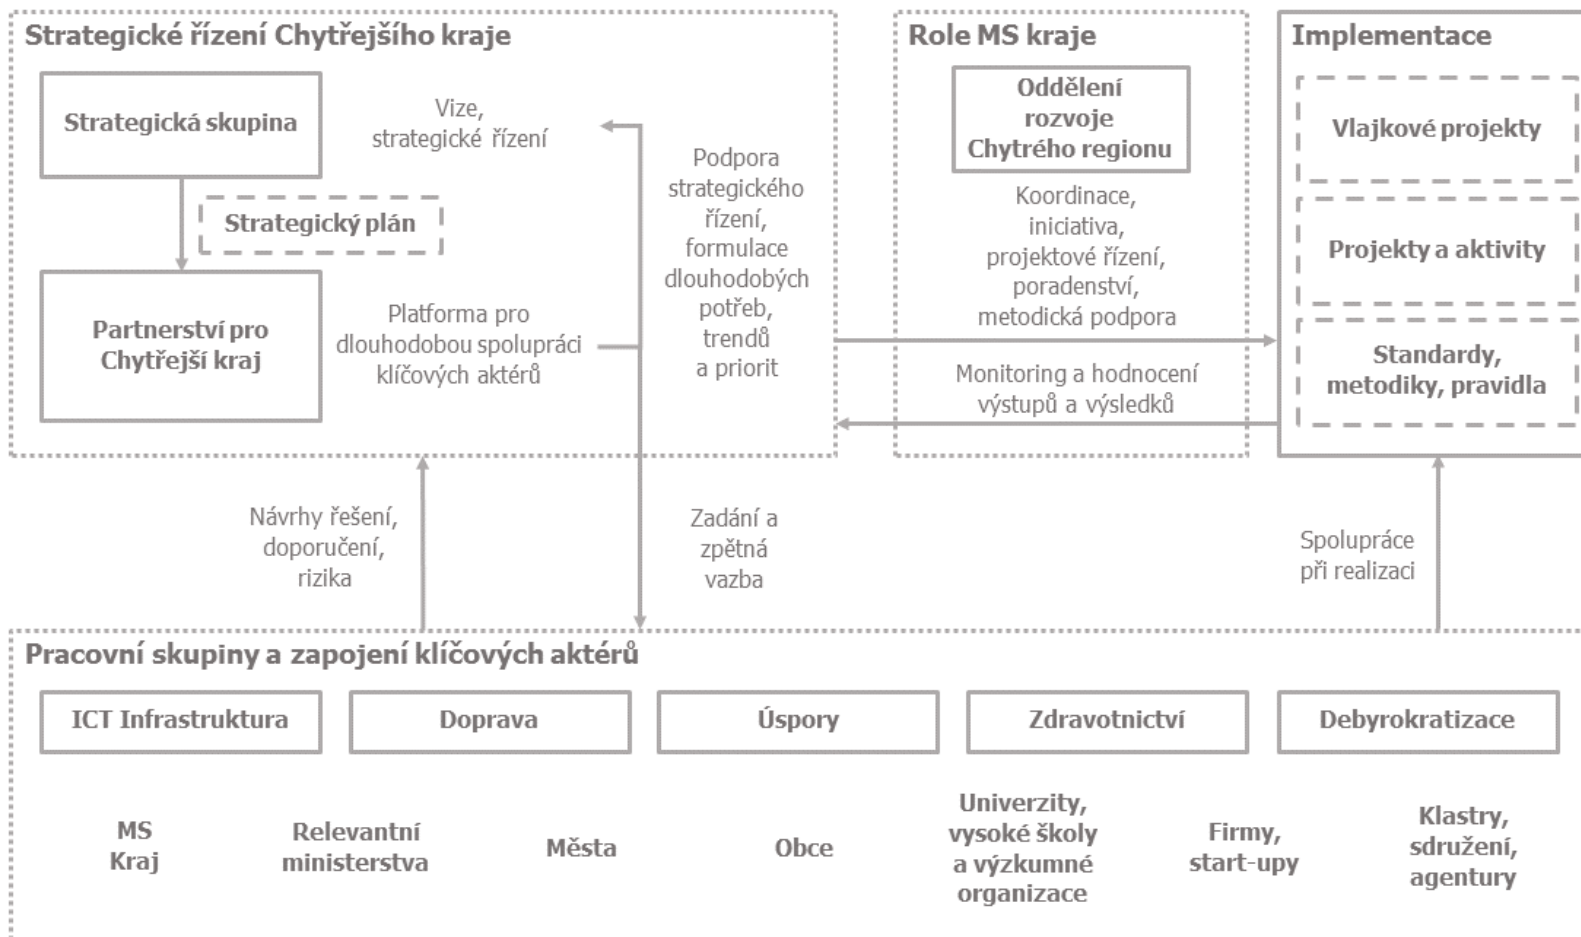 Strategické řízení Chytřejšího kraje
Strategická skupina
Vize,
strategické řízení
Strategický plán
Partnerství pro
Chytřejší kraj
Platforma pro
dlouhodobou spolupráci
klíčových aktérů
Podpora
strategického
řízení,
formulace
dlouhodobých
potřeb,
trendů
a priorit
Role MS kraje
Oddělení
rozvoje
Chytrého regionu
Koordinace,
iniciativa,
projektové řízení,
poradenství,
metodická podpora
Monitoring a hodnocení
výstupů a výsledků
Implementace
Vlajkové projekty
Projekty a aktivity
Standardy,
metodiky, pravidla
Návrhy řešení,
doporučení,
rizika
Zadání a
zpětná
vazba
Spolupráce
při realizaci
Pracovní skupiny a zapojení klíčových aktérů
ICT Infrastruktura
Doprava
Úspory
Zdravotnictví
Debyrokratizace
MS
Kraj
Relevantní
ministerstva
Města
Obce
Univerzity,
vysoké školy
a výzkumné
organizace
Firmy,
start-upy
Klastry,
sdružení,
agentury